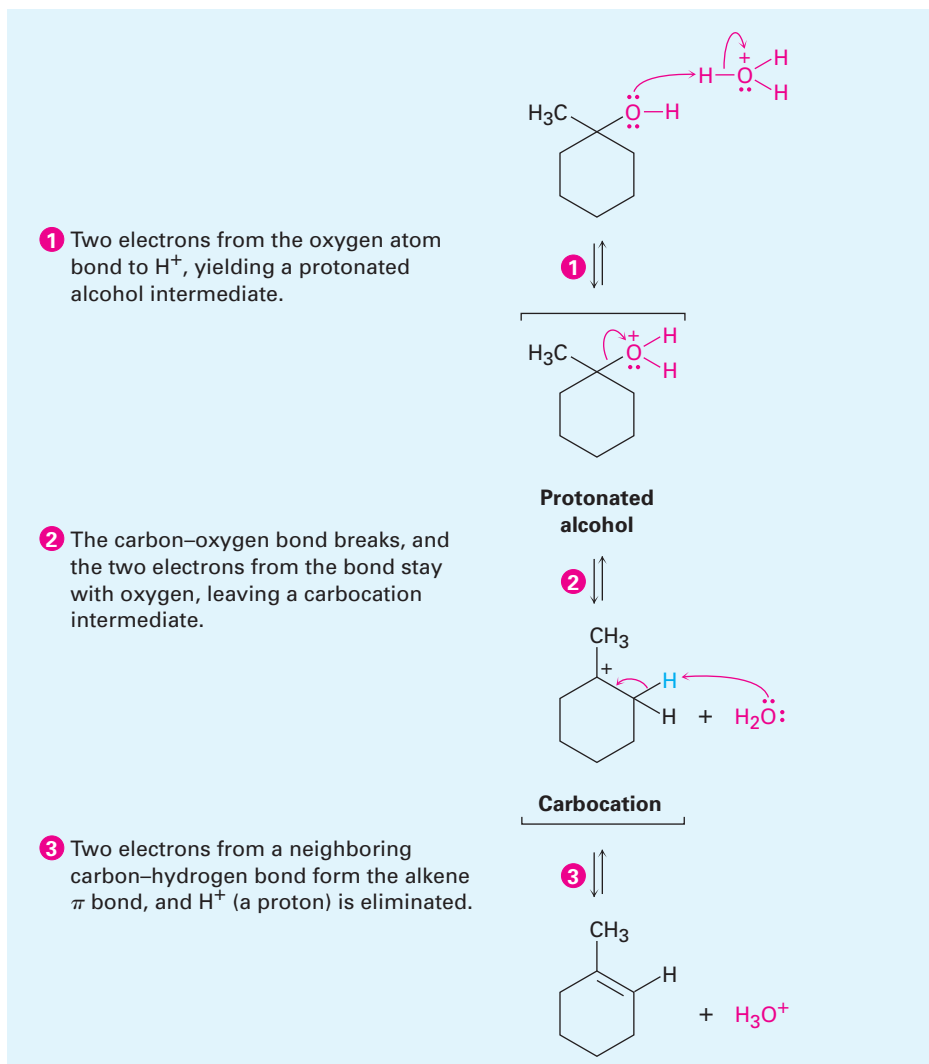 H
+
H—O
H
H₃C
O—H
1 Two electrons from the oxygen atom
bond to H⁺, yielding a protonated
alcohol intermediate.
1
+
H
H₃C
O
H
Protonated
alcohol
2 The carbon–oxygen bond breaks, and
the two electrons from the bond stay
with oxygen, leaving a carbocation
intermediate.
2
CH₃
+
H
H + H₂O:
Carbocation
3 Two electrons from a neighboring
carbon–hydrogen bond form the alkene
π bond, and H⁺ (a proton) is eliminated.
3
CH₃
H
+ H₃O⁺